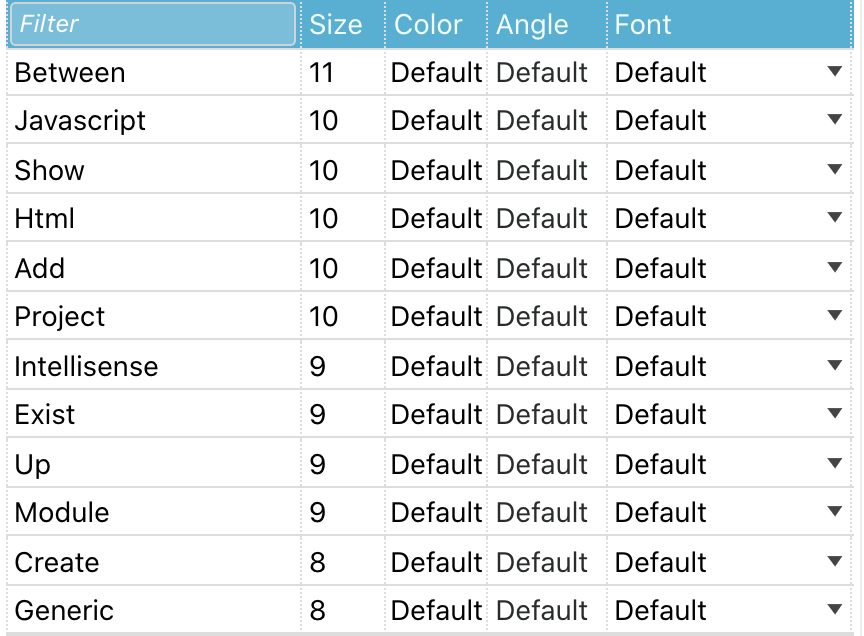 Filter Size Color Angle Font
Between 11 Default Default Default
Javascript 10 Default Default Default
Show 10 Default Default Default
Html 10 Default Default Default
Add 10 Default Default Default
Project 10 Default Default Default
Intellisense 9 Default Default Default
Exist 9 Default Default Default
Up 9 Default Default Default
Module 9 Default Default Default
Create 8 Default Default Default
Generic 8 Default Default Default